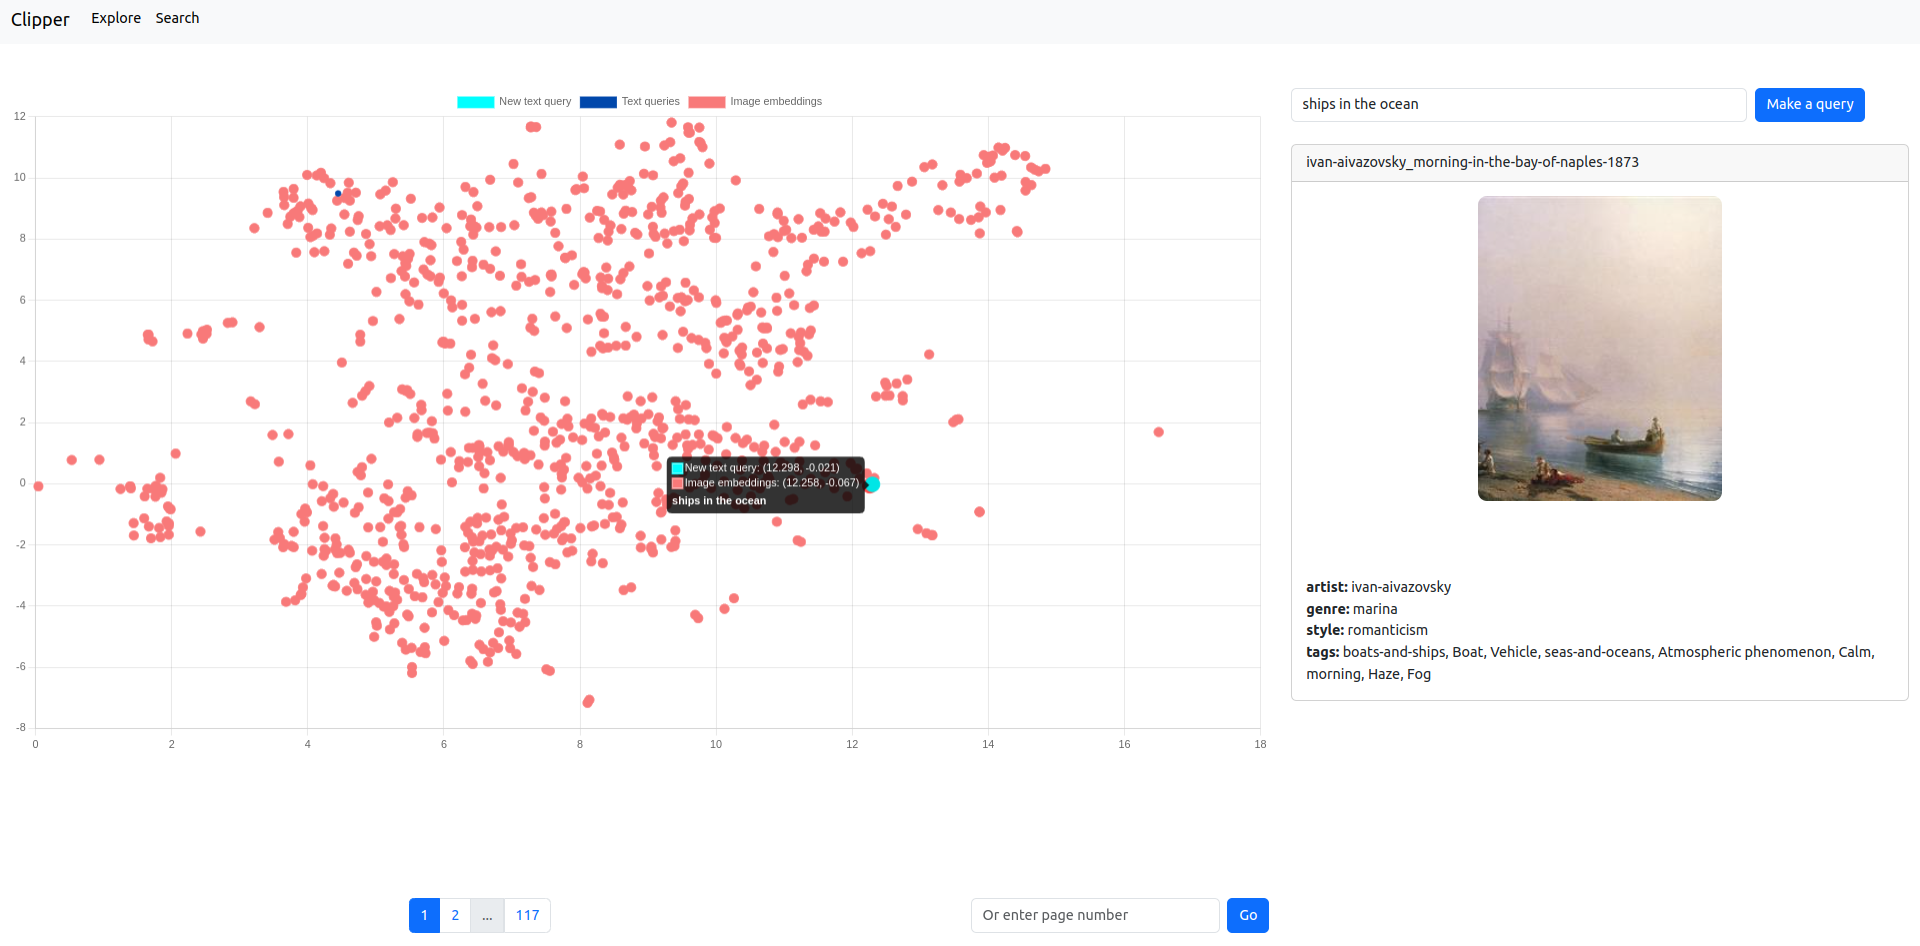 Clipper Explore Search
New text query Text queries Image embeddings
12
10
8
6
4
2
0
-2
-4
-6
-8
0 2 4 6 8 10 12 14 16 18
New text query: (12.298, -0.021)
Image embeddings: (12.258, -0.067)
ships in the ocean
1 2 ... 117
Or enter page number Go
ships in the ocean Make a query
ivan-aivazovsky_morning-in-the-bay-of-naples-1873
artist: ivan-aivazovsky
genre: marina
style: romanticism
tags: boats-and-ships, Boat, Vehicle, seas-and-oceans, Atmospheric phenomenon, Calm,
morning, Haze, Fog